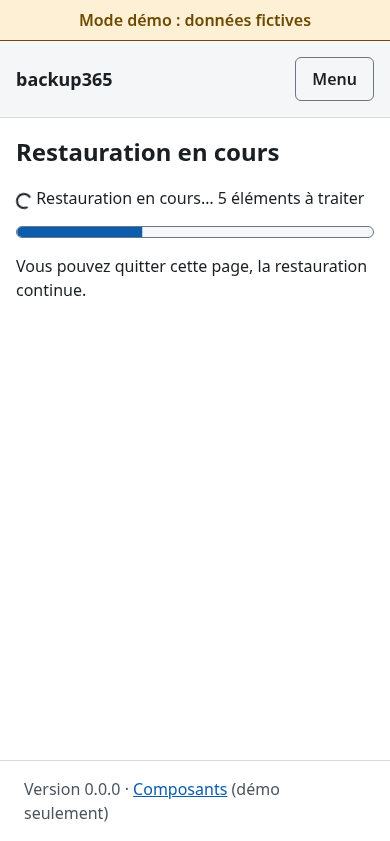 Mode démo : données fictives
backup365
Menu
Restauration en cours
Restauration en cours… 5 éléments à traiter
Vous pouvez quitter cette page, la restauration
continue.
Version 0.0.0 · Composants (démo
seulement)